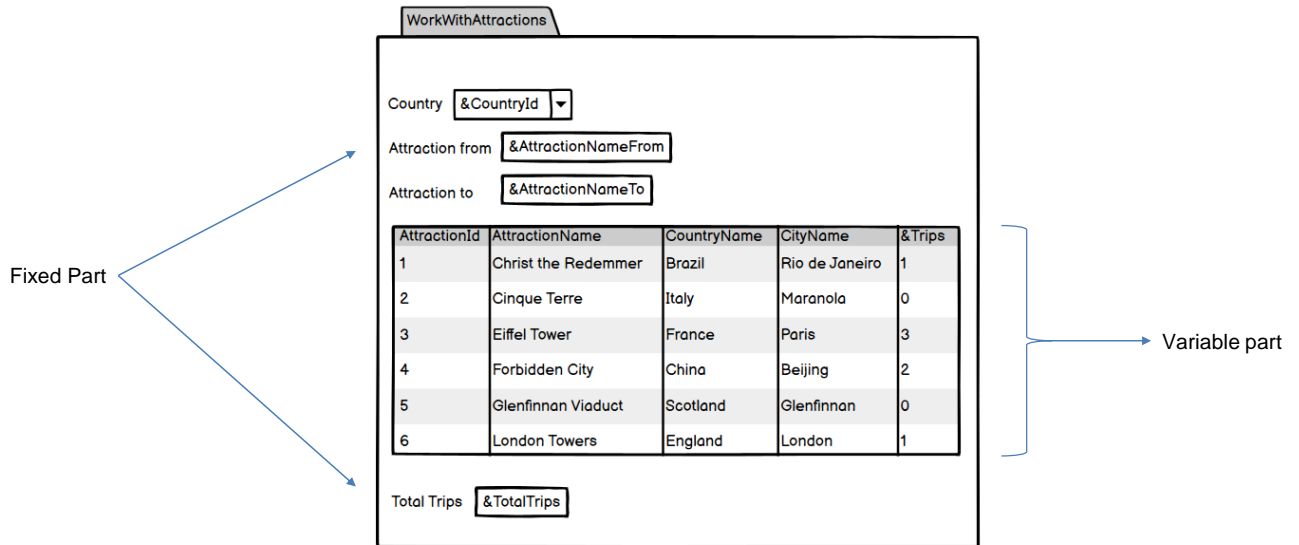 WorkWithAttractions
Country &CountryId
Attraction from &AttractionNameFrom
Attraction to &AttractionNameTo
AttractionId AttractionName CountryName CityName &Trips
1 Christ the Redemmer Brazil Rio de Janeiro 1
2 Cinque Terre Italy Maranola 0
3 Eiffel Tower France Paris 3
4 Forbidden City China Beijing 2
5 Glenfinnan Viaduct Scotland Glenfinnan 0
6 London Towers England London 1
Total Trips &TotalTrips
Fixed Part
Variable part